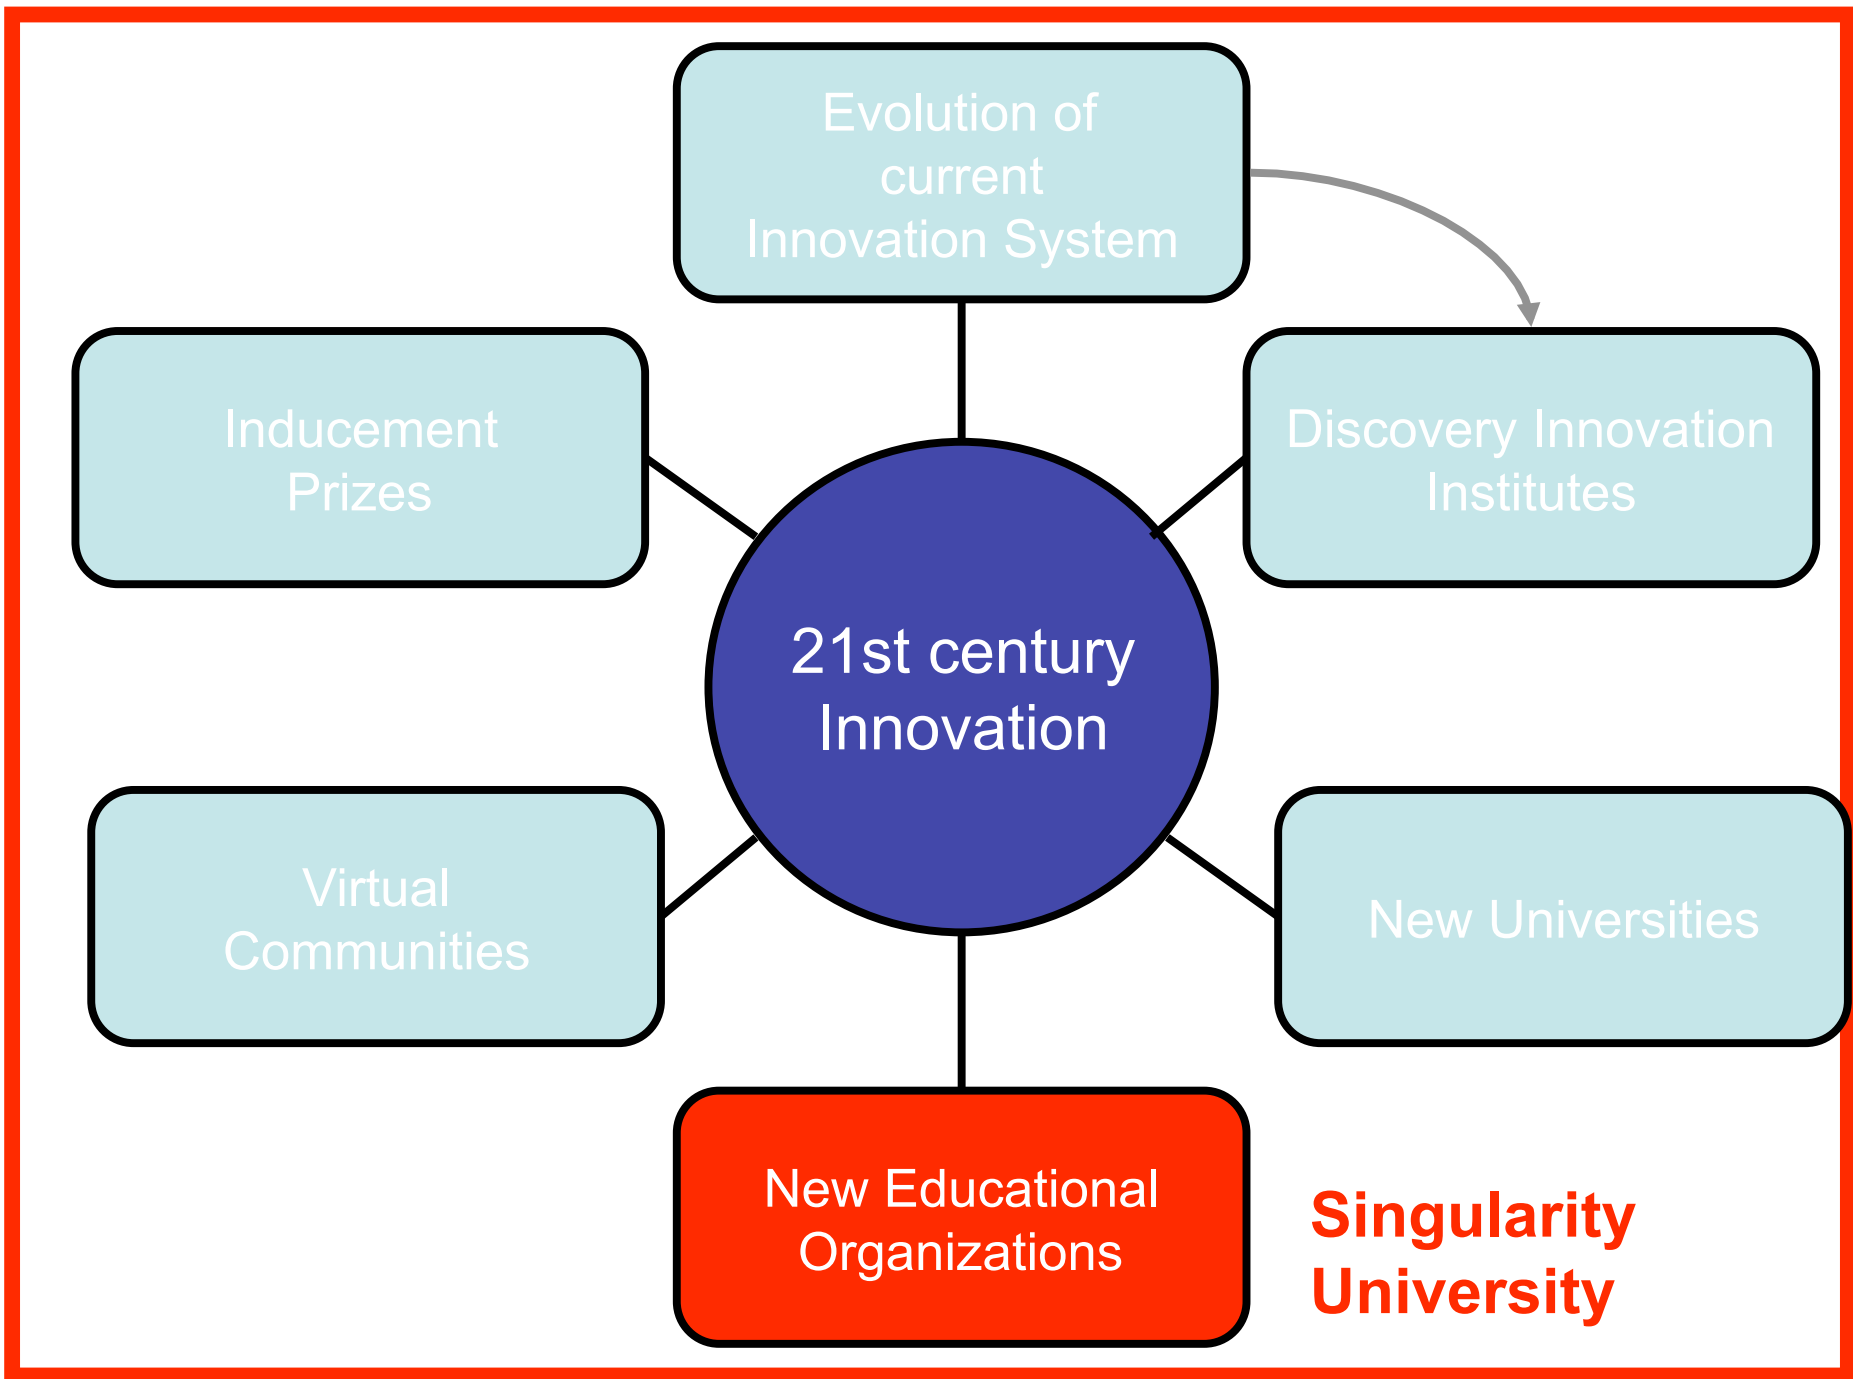 Evolution of
current
Innovation System
Inducement
Prizes
Discovery Innovation
Institutes
21st century
Innovation
Virtual
Communities
New Universities
New Educational
Organizations
Singularity
University